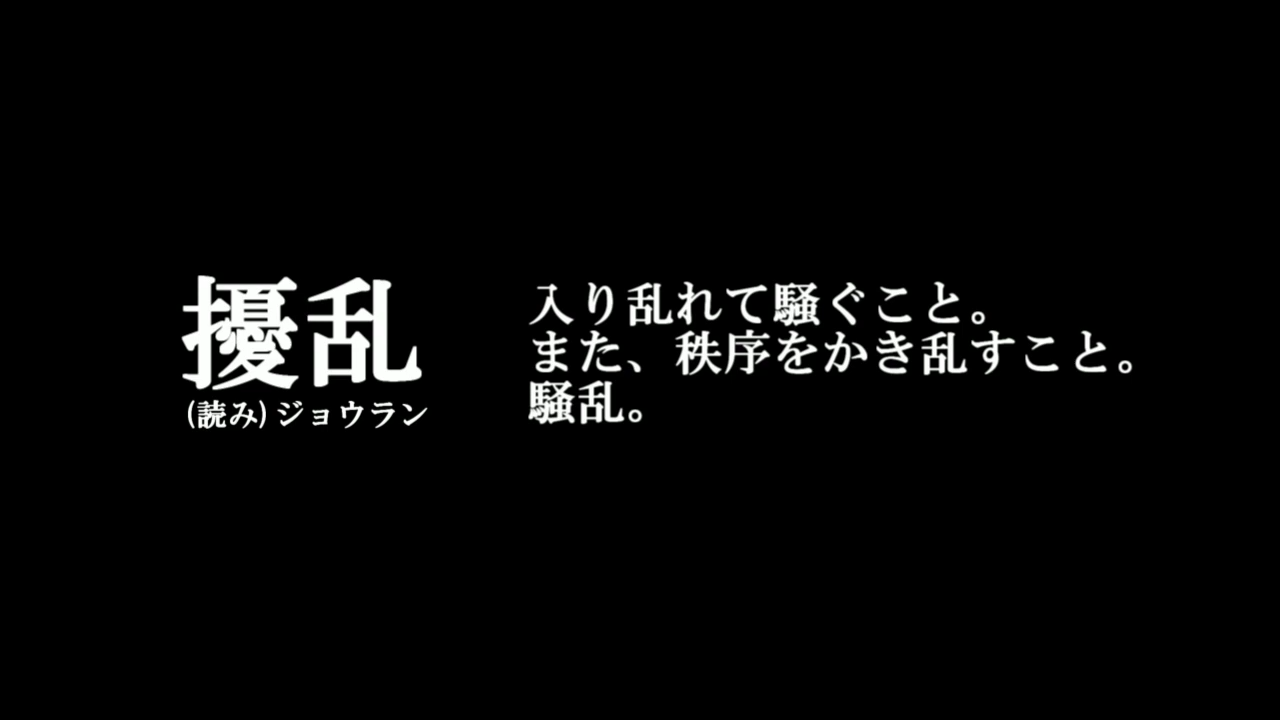 擾乱
(読み)ジョウラン
入り乱れて騒ぐこと。
また、秩序をかき乱すこと。
騒乱。